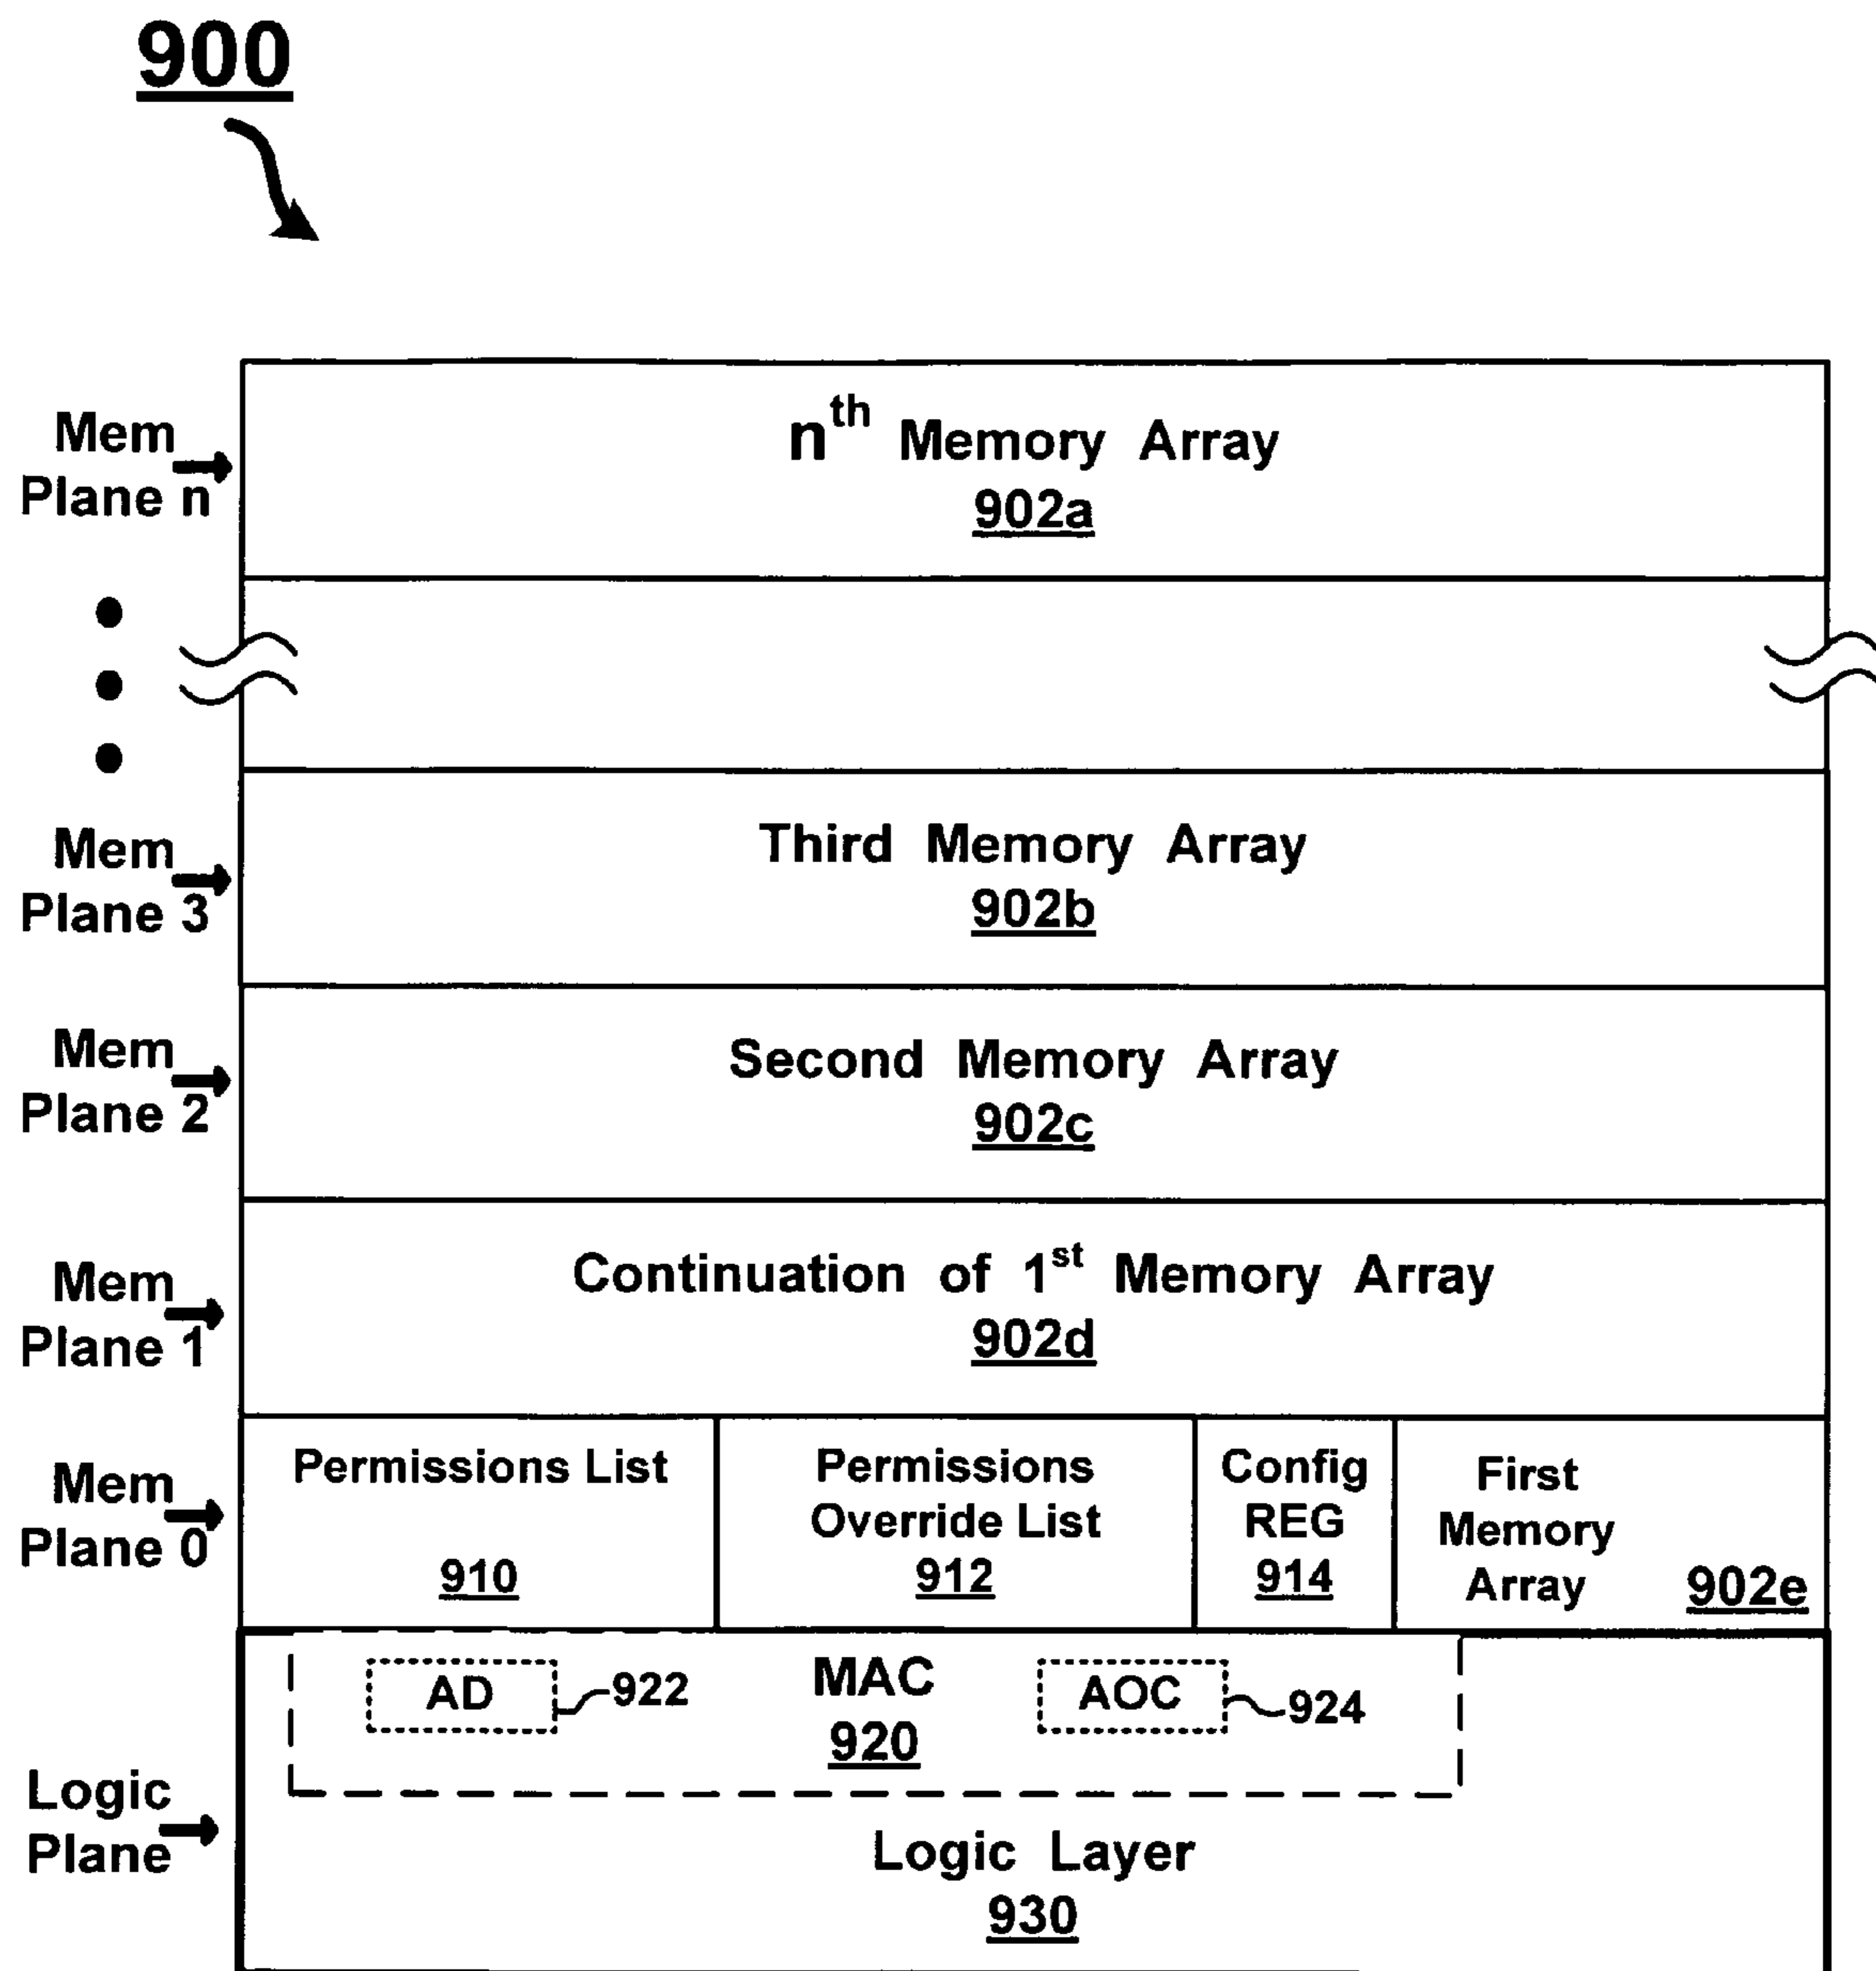 900
Mem
Plane n
nth Memory Array
902a
Mem
Plane 3
Third Memory Array
902b
Mem
Plane 2
Second Memory Array
902c
Mem
Plane 1
Continuation of 1st Memory Array
902d
Mem
Plane 0
Permissions List
910
Permissions
Override List
912
Config
REG
914
First
Memory
Array
902e
AD
922
MAC
920
AOC
924
Logic
Plane
Logic Layer
930